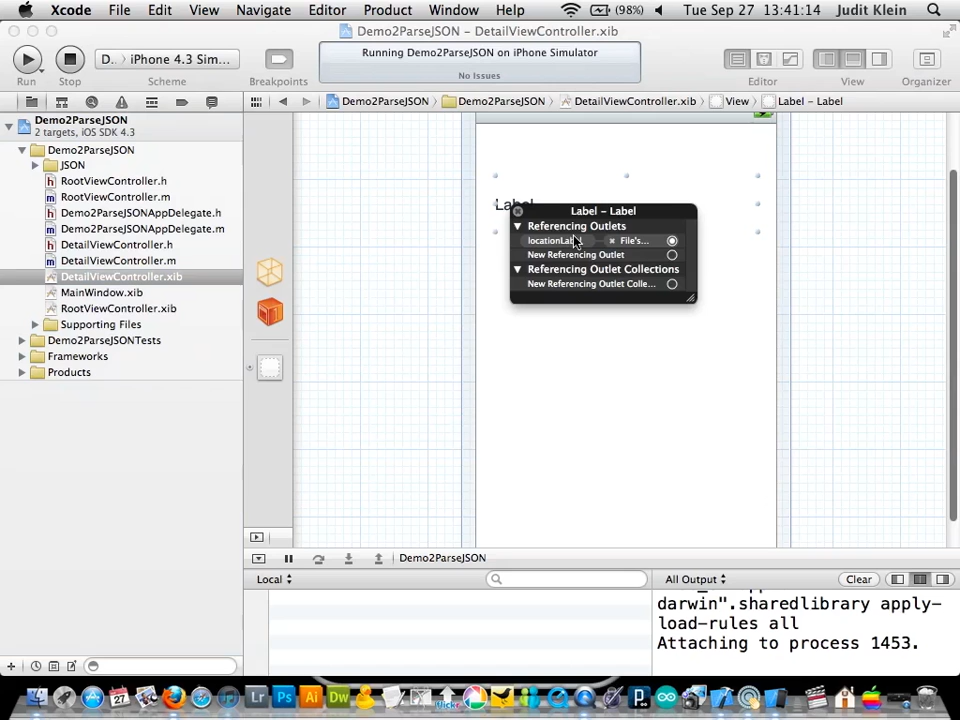 Xcode File Edit View Navigate Editor Product Window Help (98%) Tue Sep 27 13:41:14 Judit Klein
Demo2ParseJSON – DetailViewController.xib
D. iPhone 4.3 Sim...
Running Demo2ParseJSON on iPhone Simulator
No Issues
Run Stop Scheme Breakpoints Editor View Organizer
Demo2ParseJSON DetailViewController.xib View Label – Label
Demo2ParseJSON
2 targets, iOS SDK 4.3
Demo2ParseJSON
JSON
RootViewController.h
RootViewController.m
Demo2ParseJSONAppDelegate.h
Demo2ParseJSONAppDelegate.m
DetailViewController.h
DetailViewController.m
DetailViewController.xib
MainWindow.xib
RootViewController.xib
Supporting Files
Demo2ParseJSONTests
Frameworks
Products
Demo2ParseJSON
Label
Label – Label
Referencing Outlets
File's...
New Referencing Outlet
Referencing Outlet Collections
New Referencing Outlet Colle...
Demo2ParseJSON
Local
All Output
Clear
darwin".sharedlibrary apply-
load-rules all
Attaching to process 1453.